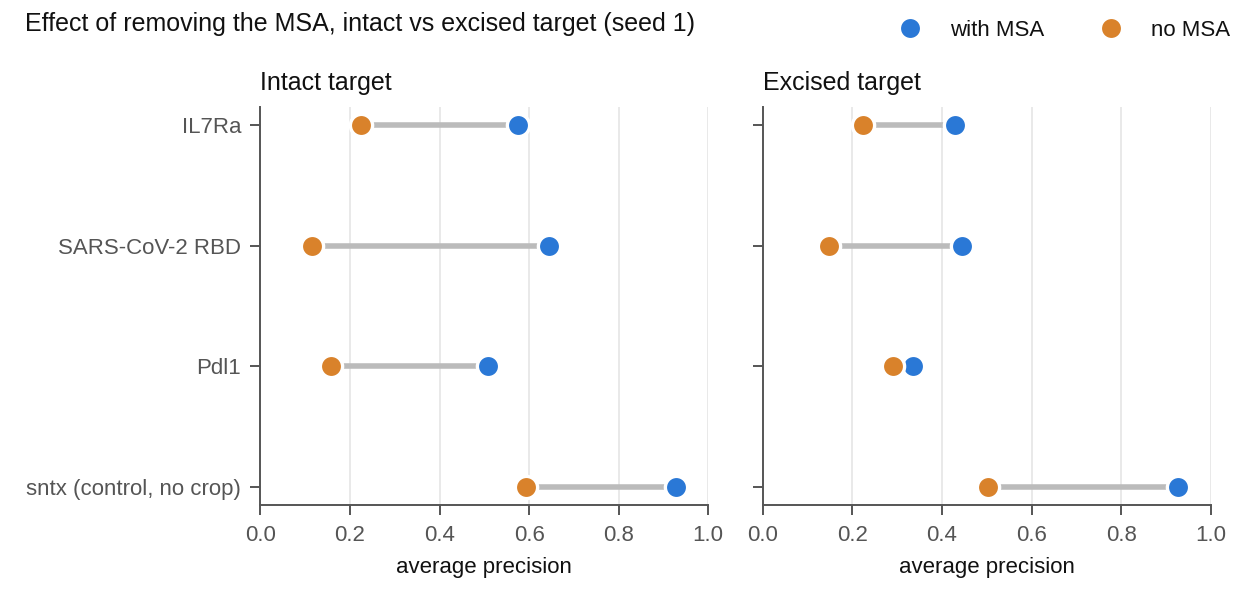 Effect of removing the MSA, intact vs excised target (seed 1)
with MSA
no MSA
Intact target
Excised target
IL7Ra
SARS-CoV-2 RBD
Pdl1
sntx (control, no crop)
0.0 0.2 0.4 0.6 0.8 1.0
0.0 0.2 0.4 0.6 0.8 1.0
average precision
average precision